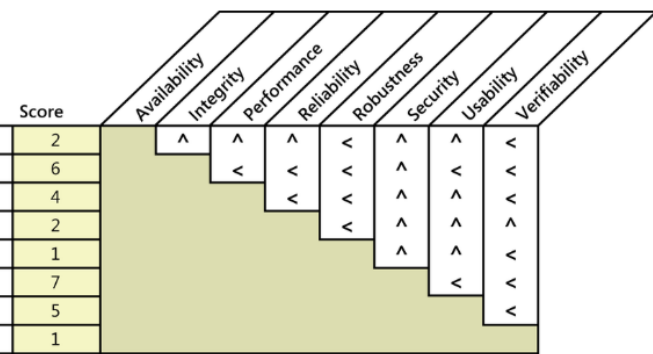 Availability
Integrity
Performance
Reliability
Robustness
Security
Usability
Verifiability
Score
2 ^ ^ ^ < ^ ^ <
6 < < < ^ < <
4 < < ^ ^ <
2 < ^ ^ ^
1 ^ ^ <
7 < <
5 <
1